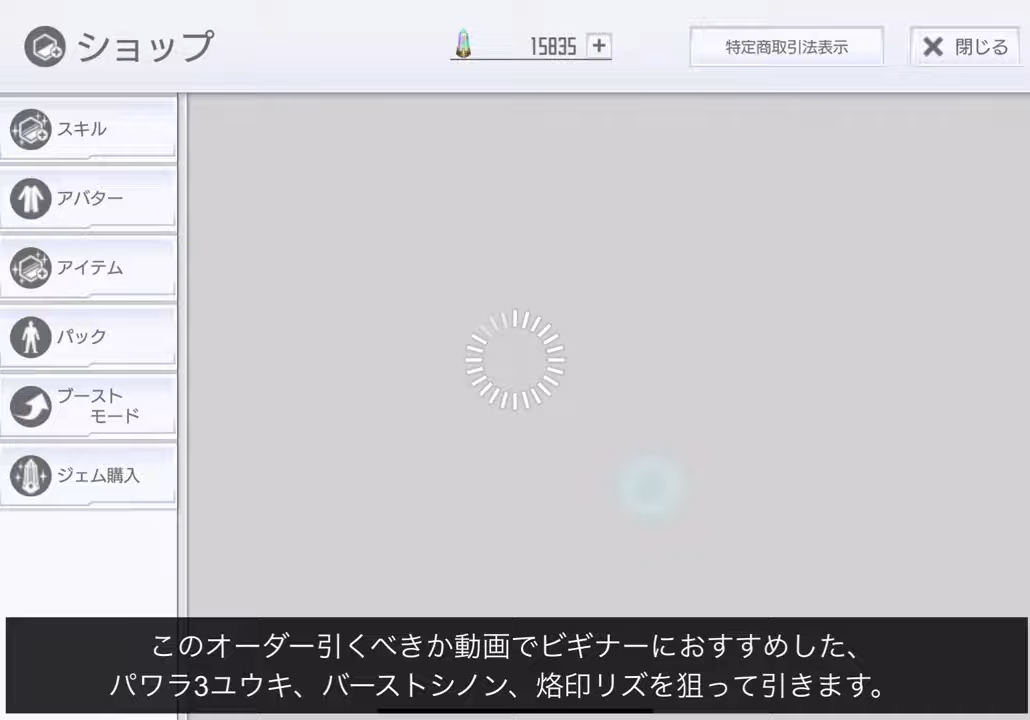 ショップ
15835
特定商取引法表示
閉じる
スキル
アバター
アイテム
パック
ブースト
モード
ジェム購入
このオーダー引くべきか動画でビギナーにおすすめした、
パワラ3ユウキ、バーストシノン、烙印リズを狙って引きます。